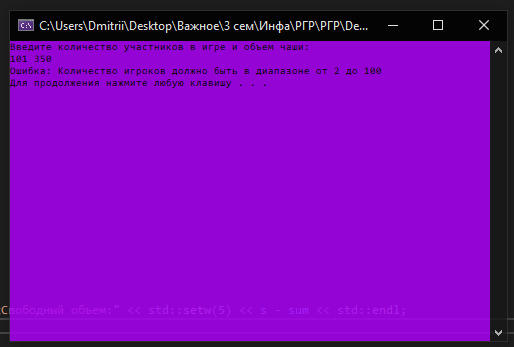 C:\Users\Dmitrii\Desktop\Важное\3 сем\Инфа\РГР\РГР\De...
Введите количество участников в игре и объем чаши:
101 350
Ошибка: Количество игроков должно быть в диапазоне от 2 до 100
Для продолжения нажмите любую клавишу . . .
Свободный объем:" << std::setw(5) << s - sum << std::endl;